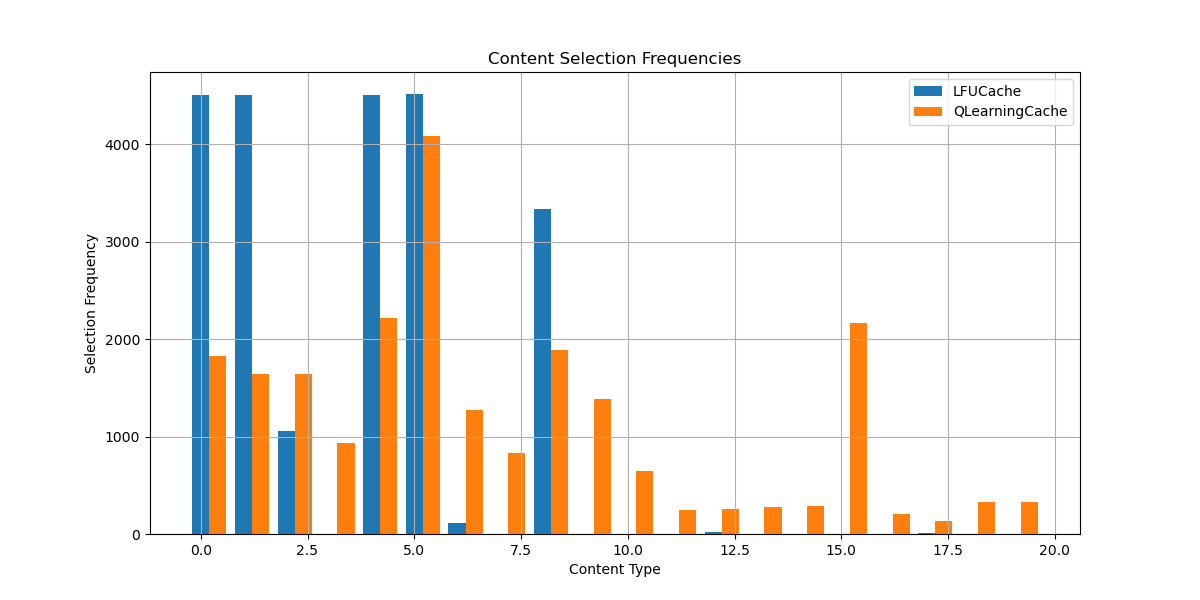 Content Selection Frequencies
LFUCache
QLearningCache
Selection Frequency
4000
3000
2000
1000
0
0.0 2.5 5.0 7.5 10.0 12.5 15.0 17.5 20.0
Content Type